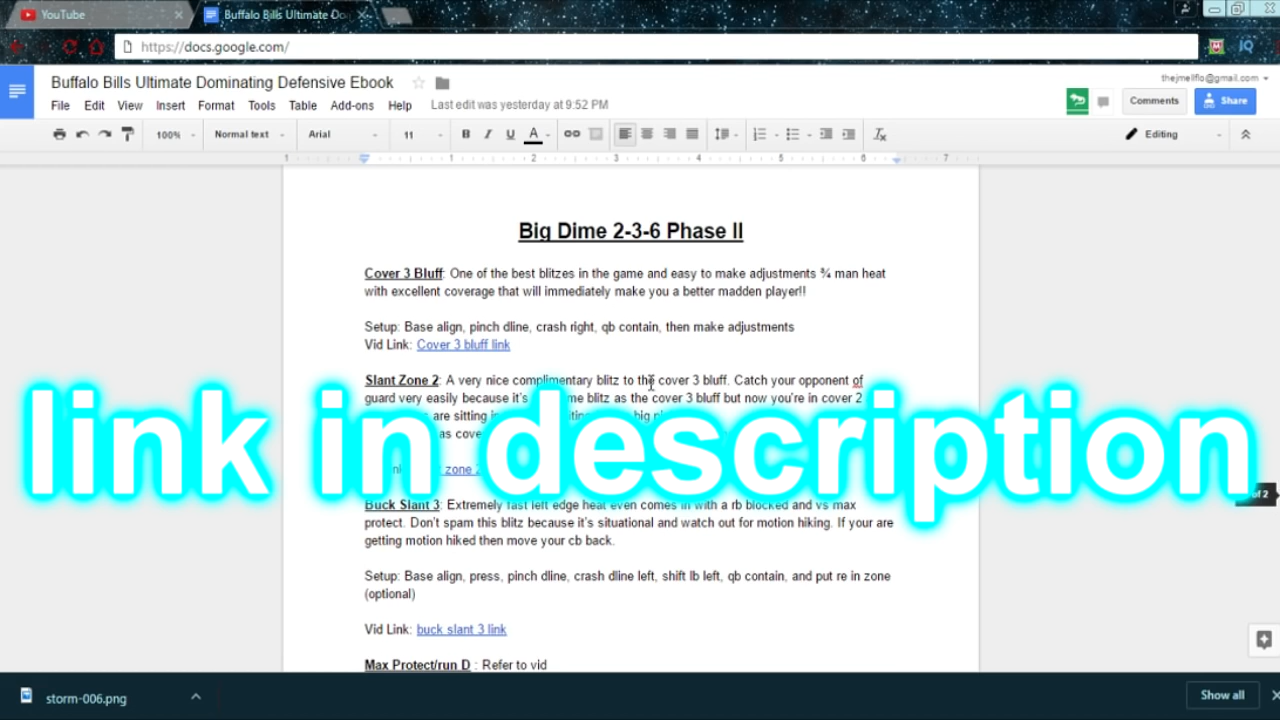 YouTube
Buffalo Bills Ultimate Do
https://docs.google.com/
Buffalo Bills Ultimate Dominating Defensive Ebook
thejmelflo@gmail.com
File Edit View Insert Format Tools Table Add-ons Help Last edit was yesterday at 9:52 PM
Comments Share
100% Normal text Arial 11 B I U A Editing
1 1 2 3 4 5 6 7
Big Dime 2-3-6 Phase II
Cover 3 Bluff: One of the best blitzes in the game and easy to make adjustments ¾ man heat
with excellent coverage that will immediately make you a better madden player!!
Setup: Base align, pinch dline, crash right, qb contain, then make adjustments
Vid Link: Cover 3 bluff link
Slant Zone 2: A very nice complimentary blitz to the cover 3 bluff. Catch your opponent of
guard very easily because it's me blitz as the cover 3 bluff but now you're in cover 2
are sitting
as
link in description
zone
of 2
Buck Slant 3: Extremely fast left edge heat even comes in with a rb blocked and vs max
protect. Don't spam this blitz because it's situational and watch out for motion hiking. If your are
getting motion hiked then move your cb back.
Setup: Base align, press, pinch dline, crash dline left, shift lb left, qb contain, and put re in zone
(optional)
Vid Link: buck slant 3 link
Max Protect/run D : Refer to vid
storm-006.png
Show all